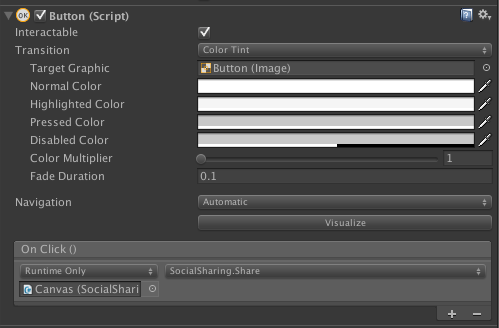 OK Button (Script)
Interactable
Transition Color Tint
Target Graphic Button (Image)
Normal Color
Highlighted Color
Pressed Color
Disabled Color
Color Multiplier 1
Fade Duration 0.1
Navigation Automatic
Visualize
On Click ()
Runtime Only SocialSharing.Share
Canvas (SocialShari
+ −